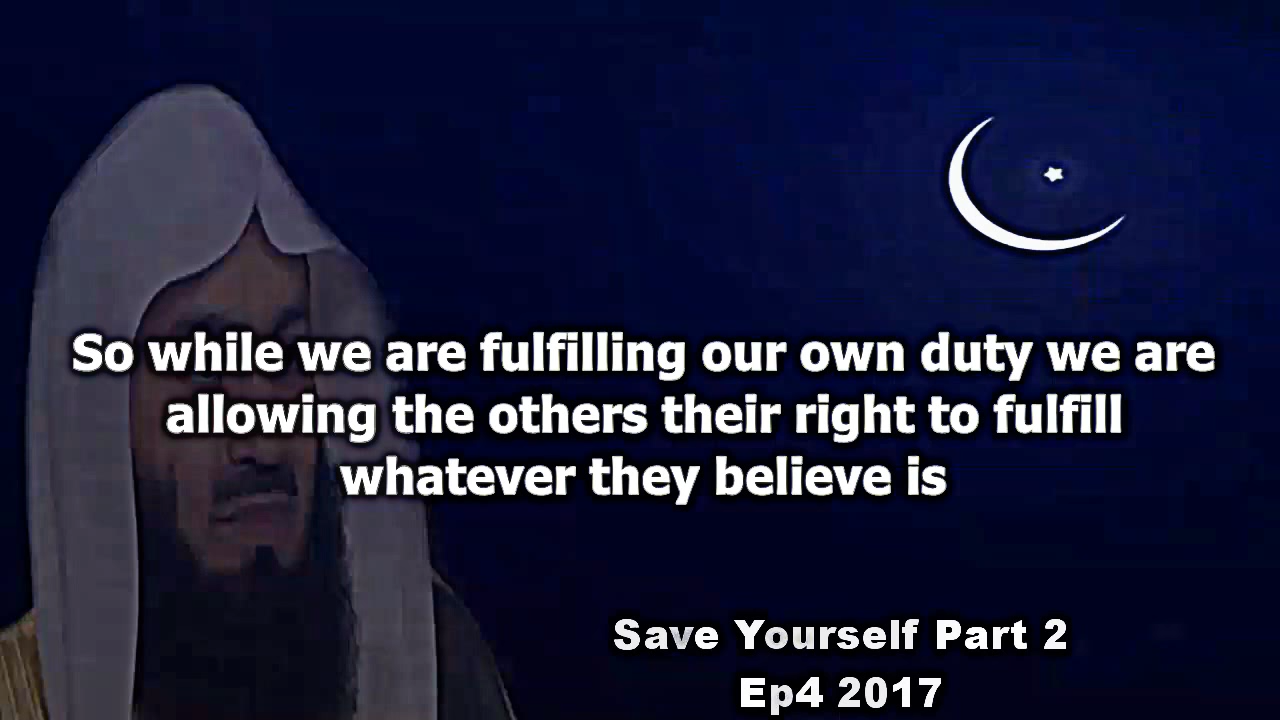 So while we are fulfilling our own duty we are
allowing the others their right to fulfill
whatever they believe is
Save Yourself Part 2
Ep4 2017